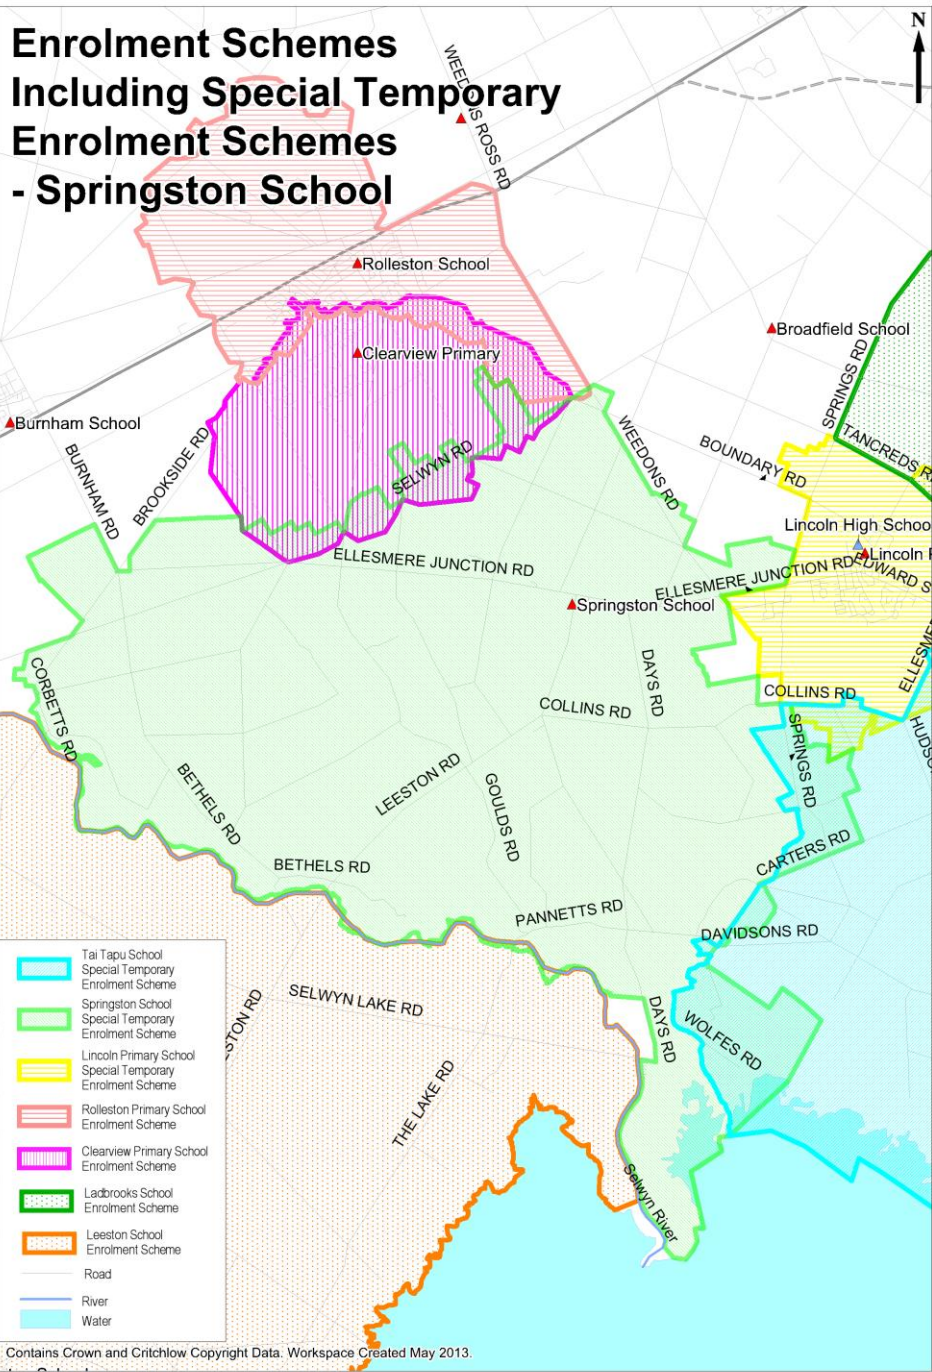 Enrolment Schemes
Including Special Temporary
Enrolment Schemes
- Springston School
N
WEEDONS ROSS RD
Rolleston School
Broadfield School
Clearview Primary
SPRINGS RD
Burnham School
BURNHAM RD
BROOKSIDE RD
SELWYN RD
WEEDONS RD
BOUNDARY RD
TANCREDS R
Lincoln High Schoo
Lincoln
EDWARD S
ELLESMERE JUNCTION RD
ELLESMERE JUNCTION RD
Springston School
ELLESME
CORBETTS RD
DAYS RD
COLLINS RD
COLLINS RD
SPRINGS RD
HUDSO
BETHELS RD
LEESTON RD
GOULDS RD
CARTERS RD
BETHELS RD
PANNETTS RD
DAVIDSONS RD
SELWYN LAKE RD
STON RD
DAYS RD
WOLFES RD
THE LAKE RD
Selwyn River
Tai Tapu School
Special Temporary
Enrolment Scheme
Springston School
Special Temporary
Enrolment Scheme
Lincoln Primary School
Special Temporary
Enrolment Scheme
Rolleston Primary School
Enrolment Scheme
Clearview Primary School
Enrolment Scheme
Ladbrooks School
Enrolment Scheme
Leeston School
Enrolment Scheme
Road
River
Water
Contains Crown and Critchlow Copyright Data. Workspace Created May 2013.